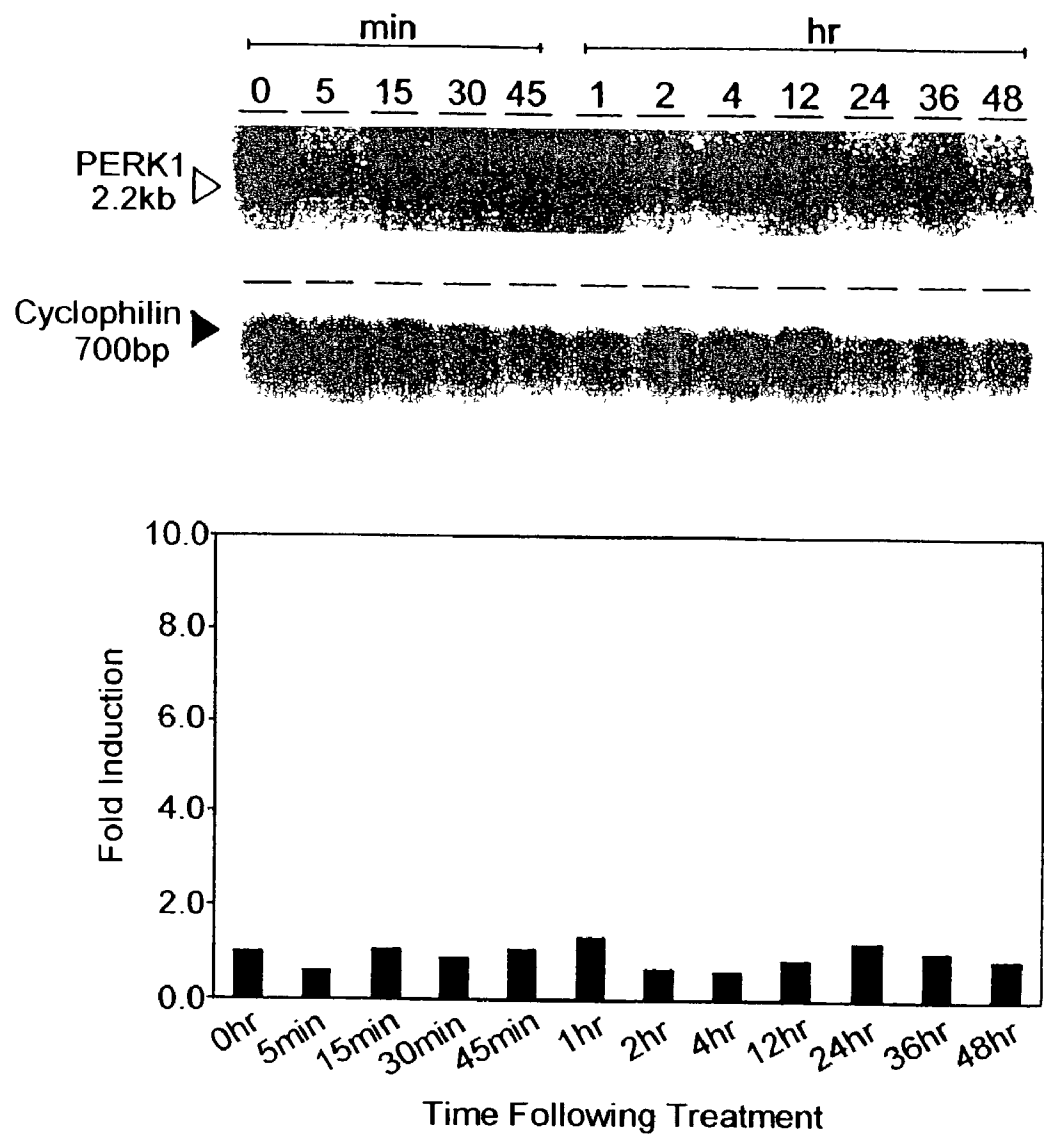 min hr
0 5 15 30 45 1 2 4 12 24 36 48
PERK1
2.2kb
Cyclophilin
700bp
10.0
8.0
6.0
4.0
2.0
0.0
Fold Induction
0hr 5min 15min 30min 45min 1hr 2hr 4hr 12hr 24hr 36hr 48hr
Time Following Treatment